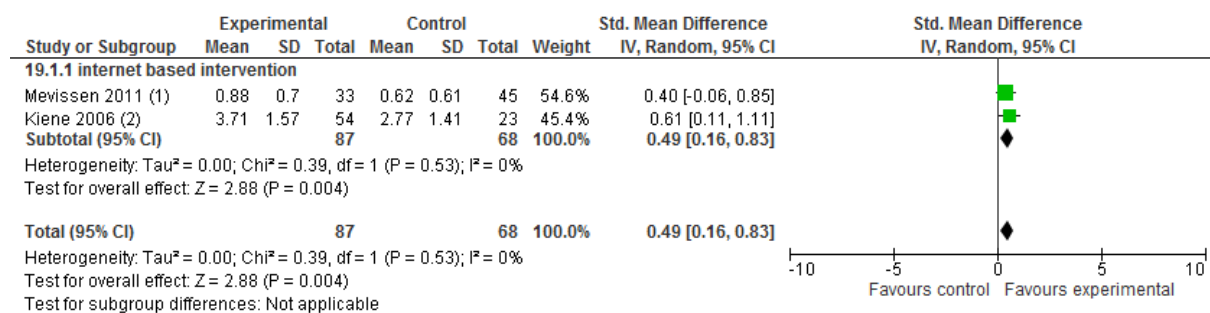 Experimental Control Std. Mean Difference Std. Mean Difference
Study or Subgroup Mean SD Total Mean SD Total Weight IV, Random, 95% CI IV, Random, 95% CI
19.1.1 internet based intervention
Mevissen 2011 (1) 0.88 0.7 33 0.62 0.61 45 54.6% 0.40 [-0.06, 0.85]
Kiene 2006 (2) 3.71 1.57 54 2.77 1.41 23 45.4% 0.61 [0.11, 1.11]
Subtotal (95% CI) 87 68 100.0% 0.49 [0.16, 0.83]
Heterogeneity: Tau² = 0.00; Chi² = 0.39, df = 1 (P = 0.53); I² = 0%
Test for overall effect: Z = 2.88 (P = 0.004)
Total (95% CI) 87 68 100.0% 0.49 [0.16, 0.83]
Heterogeneity: Tau² = 0.00; Chi² = 0.39, df = 1 (P = 0.53); I² = 0%
Test for overall effect: Z = 2.88 (P = 0.004)
Test for subgroup differences: Not applicable
-10 -5 0 5 10
Favours control Favours experimental